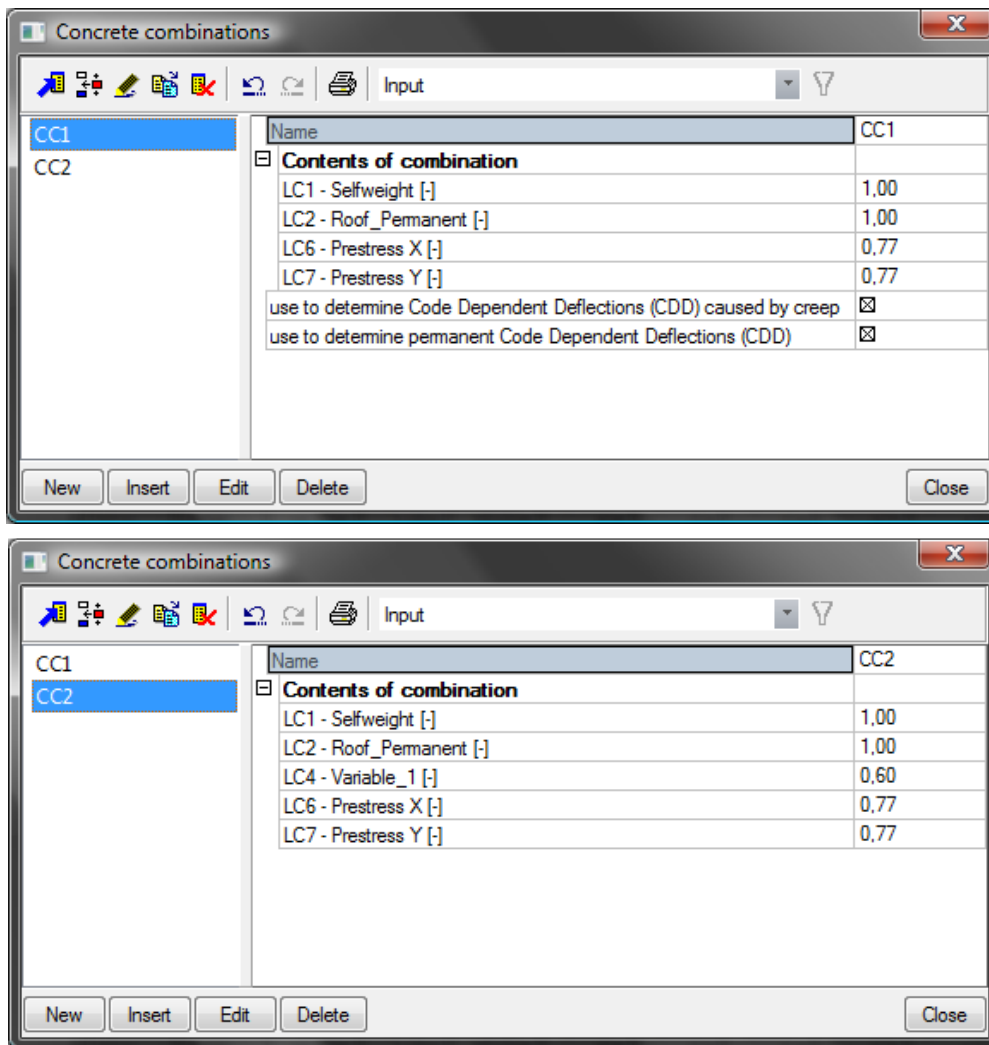 Concrete combinations
Input
CC1
CC2
Name CC1
Contents of combination
LC1 - Selfweight [-] 1,00
LC2 - Roof_Permanent [-] 1,00
LC6 - Prestress X [-] 0,77
LC7 - Prestress Y [-] 0,77
use to determine Code Dependent Deflections (CDD) caused by creep
use to determine permanent Code Dependent Deflections (CDD)
New Insert Edit Delete Close
Concrete combinations
Input
CC1
CC2
Name CC2
Contents of combination
LC1 - Selfweight [-] 1,00
LC2 - Roof_Permanent [-] 1,00
LC4 - Variable_1 [-] 0,60
LC6 - Prestress X [-] 0,77
LC7 - Prestress Y [-] 0,77
New Insert Edit Delete Close